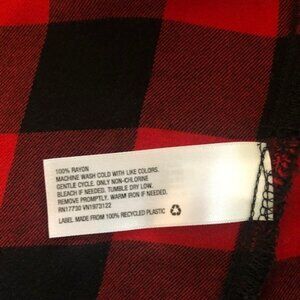 100% RAYON
MACHINE WASH COLD WITH LIKE COLORS.
GENTLE CYCLE. ONLY NON-CHLORINE
BLEACH IF NEEDED. TUMBLE DRY LOW.
REMOVE PROMPTLY. WARM IRON IF NEEDED.
RN17730 VN1973122
LABEL MADE FROM 100% RECYCLED PLASTIC